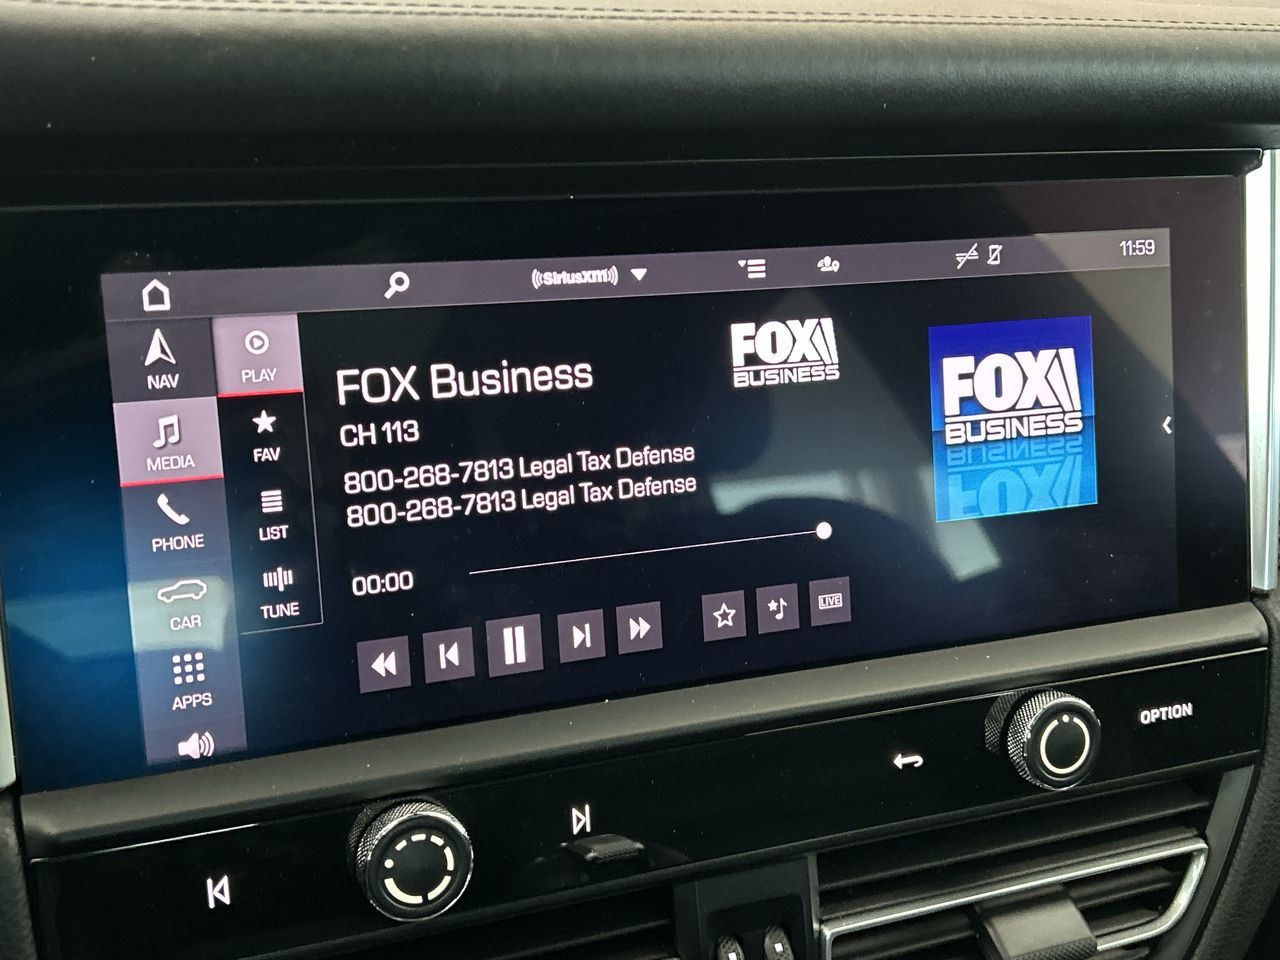 ((SiriusXM))
11:59
NAV
PLAY
FOX Business
FOX
BUSINESS
FOX
BUSINESS
MEDIA
FAV
CH 113
800-268-7813 Legal Tax Defense
800-268-7813 Legal Tax Defense
PHONE
LIST
00:00
CAR
TUNE
LIVE
APPS
OPTION